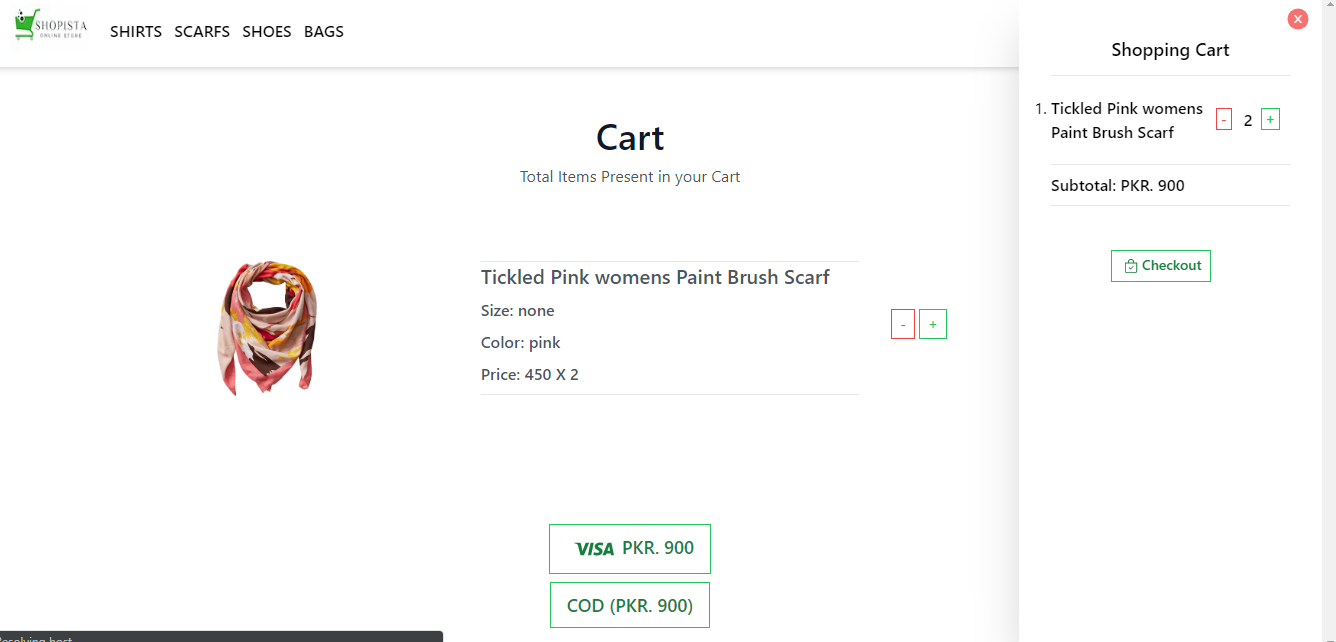 SHOPISTA
ONLINE STORE
SHIRTS SCARFS SHOES BAGS
Cart
Total Items Present in your Cart
Tickled Pink womens Paint Brush Scarf
Size: none
Color: pink
Price: 450 X 2
- +
VISA PKR. 900
COD (PKR. 900)
X
Shopping Cart
1. Tickled Pink womens
Paint Brush Scarf
- 2 +
Subtotal: PKR. 900
Checkout